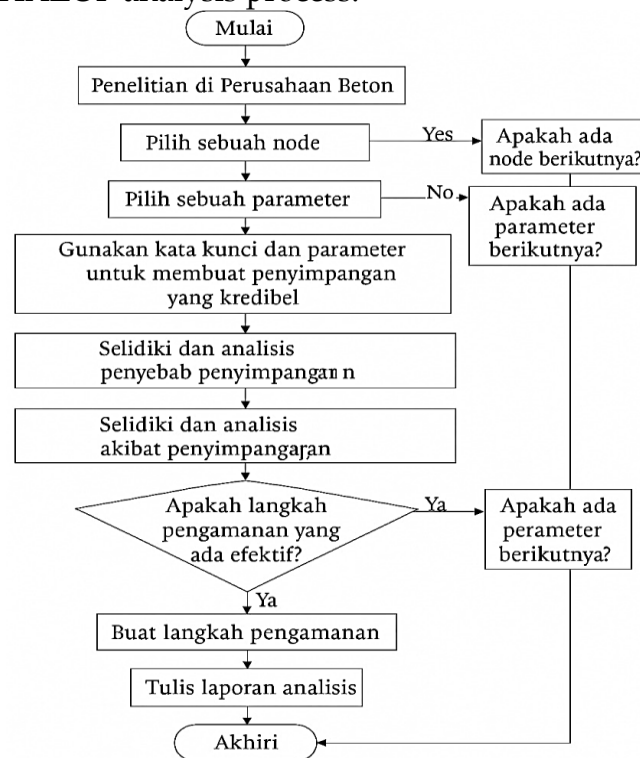 analysis process.
Mulai
Penelitian di Perusahaan Beton
Pilih sebuah node
Yes
Apakah ada
node berikutnya?
Pilih sebuah parameter
No
Apakah ada
parameter
berikutnya?
Gunakan kata kunci dan parameter
untuk membuat penyimpangan
yang kredibel
Selidiki dan analisis
penyebab
Selidiki dan analisis
akibat
Apakah langkah
pengamanan yang
ada efektif?
Ya
Apakah ada
perameter
berikutnya?
Ya
Buat langkah pengamanan
Tulis laporan analisis
Akhiri